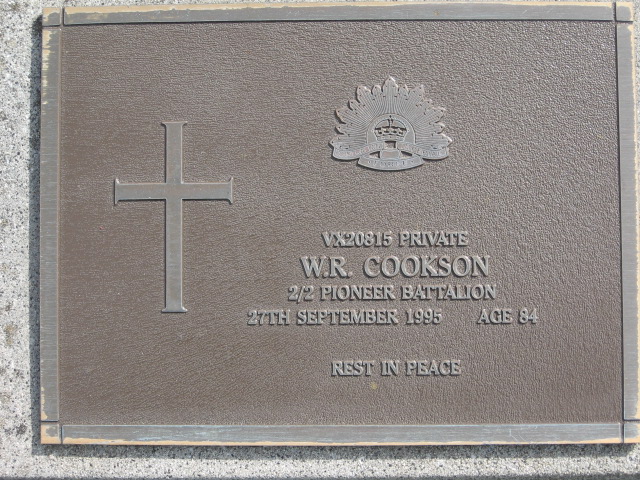 VX20815 PRIVATE
W.R. COOKSON
2/2 PIONEER BATTALION
27TH SEPTEMBER 1995 AGE 84
REST IN PEACE